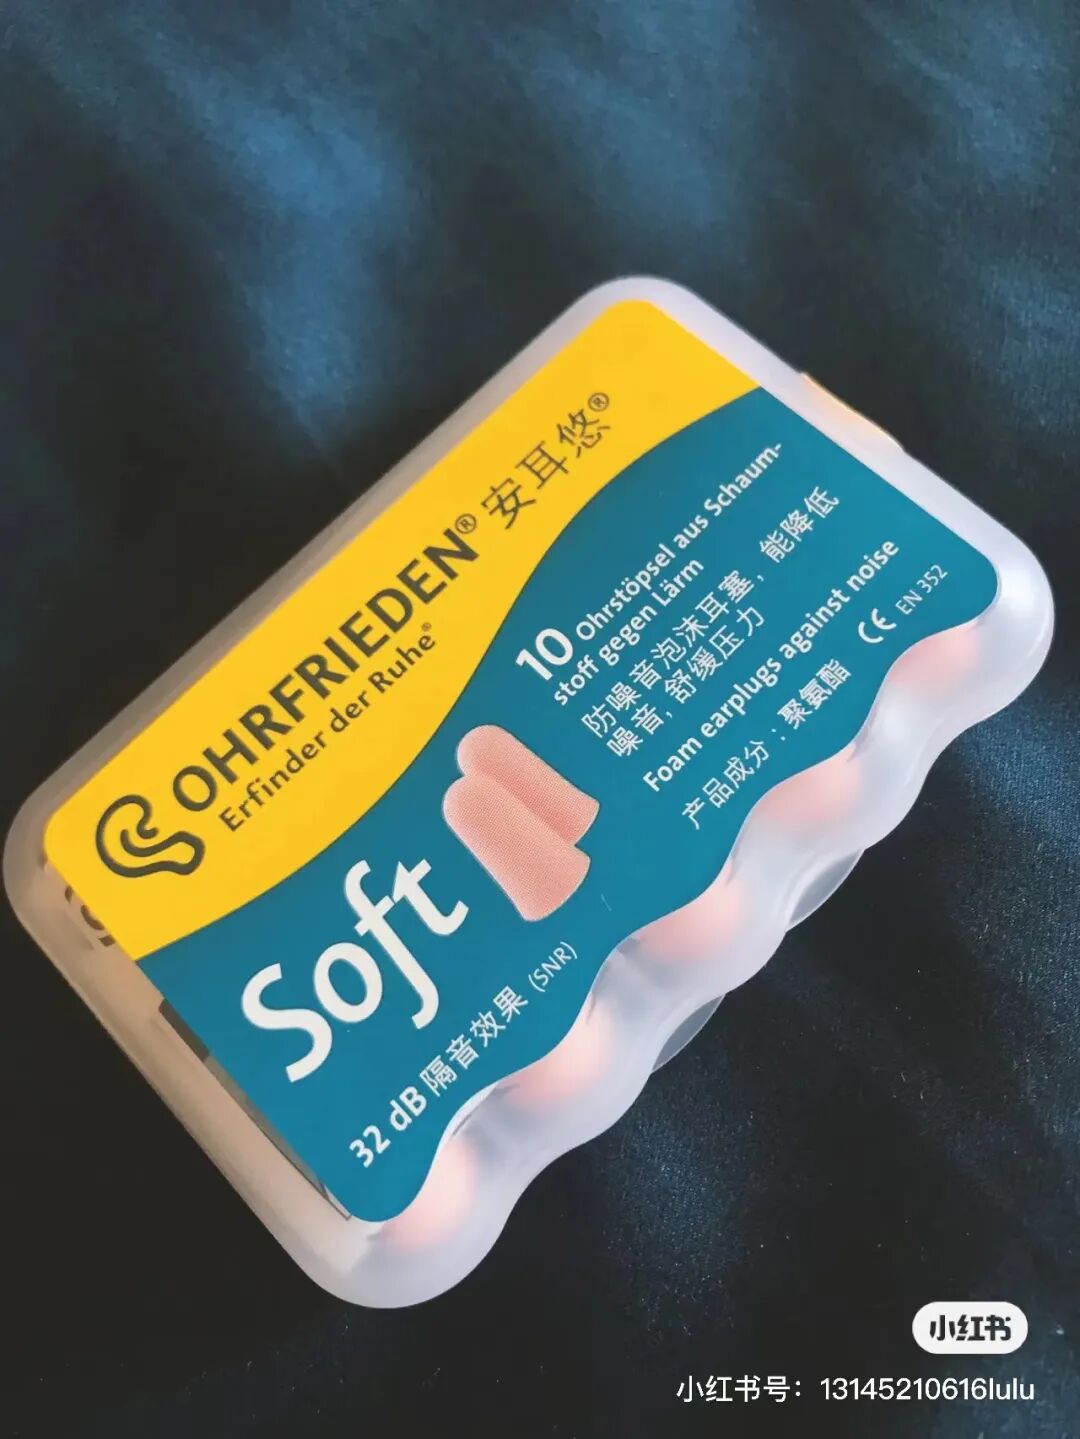 OHRFRIEDEN® 安耳悠®
Erfinder der Ruhe®
10 Ohrstöpsel aus Schaum-
stoff gegen Lärm
防噪音泡沫耳塞，能降低
噪音，舒缓压力
Foam earplugs against noise
产品成分：聚氨酯
CE EN 352
Soft
32 dB 隔音效果 (SNR)
小红书
小红书号：13145210616lulu